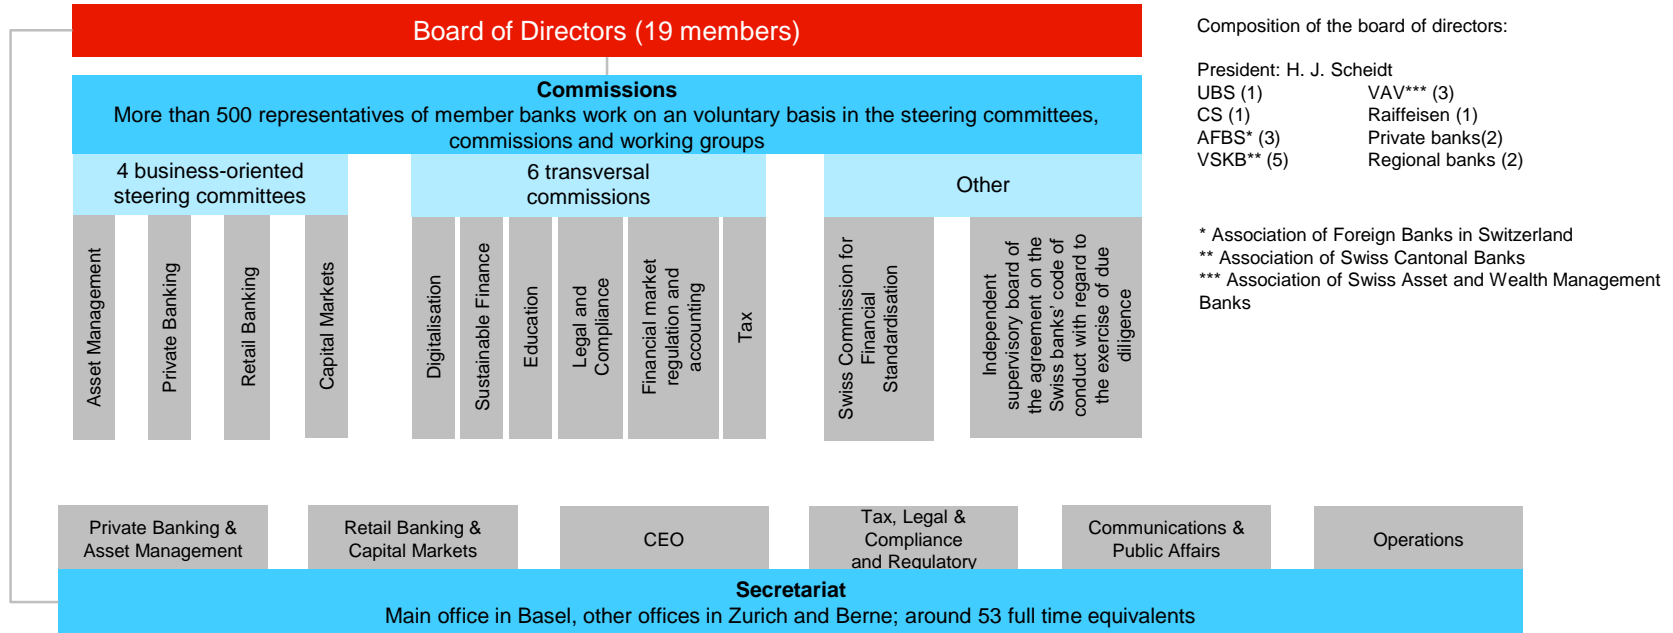 Board of Directors (19 members)
Commissions
More than 500 representatives of member banks work on an voluntary basis in the steering committees,
commissions and working groups
4 business-oriented
steering committees
6 transversal
commissions
Other
Asset Management
Private Banking
Retail Banking
Capital Markets
Digitalisation
Sustainable Finance
Education
Legal and
Compliance
Financial market
regulation and
accounting
Tax
Swiss Commission for
Financial
Standardisation
Independent
supervisory board of
the agreement on the
Swiss banks’ code of
conduct with regard to
the exercise of due
diligence
Composition of the board of directors:
President: H. J. Scheidt
UBS (1) VAV*** (3)
CS (1) Raiffeisen (1)
AFBS* (3) Private banks(2)
VSKB** (5) Regional banks (2)
* Association of Foreign Banks in Switzerland
** Association of Swiss Cantonal Banks
*** Association of Swiss Asset and Wealth Management
Banks
Private Banking &
Asset Management
Retail Banking &
Capital Markets
CEO
Tax, Legal &
Compliance
and Regulatory
Communications &
Public Affairs
Operations
Secretariat
Main office in Basel, other offices in Zurich and Berne; around 53 full time equivalents